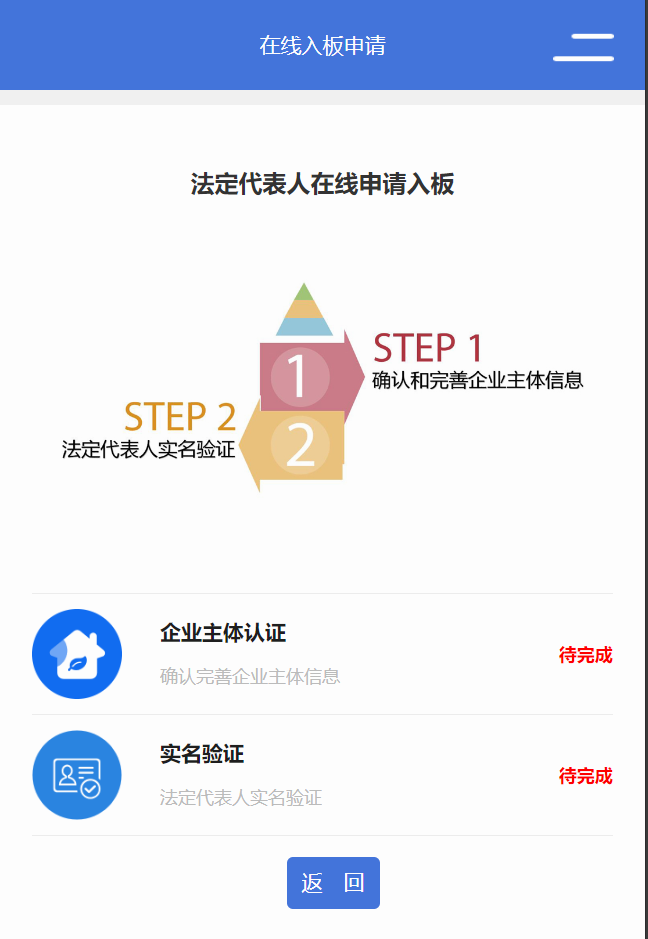 在线入板申请
法定代表人在线申请入板
STEP 1
确认和完善企业主体信息
1
STEP 2
法定代表人实名验证
2
企业主体认证
确认完善企业主体信息
待完成
实名验证
法定代表人实名验证
待完成
返 回